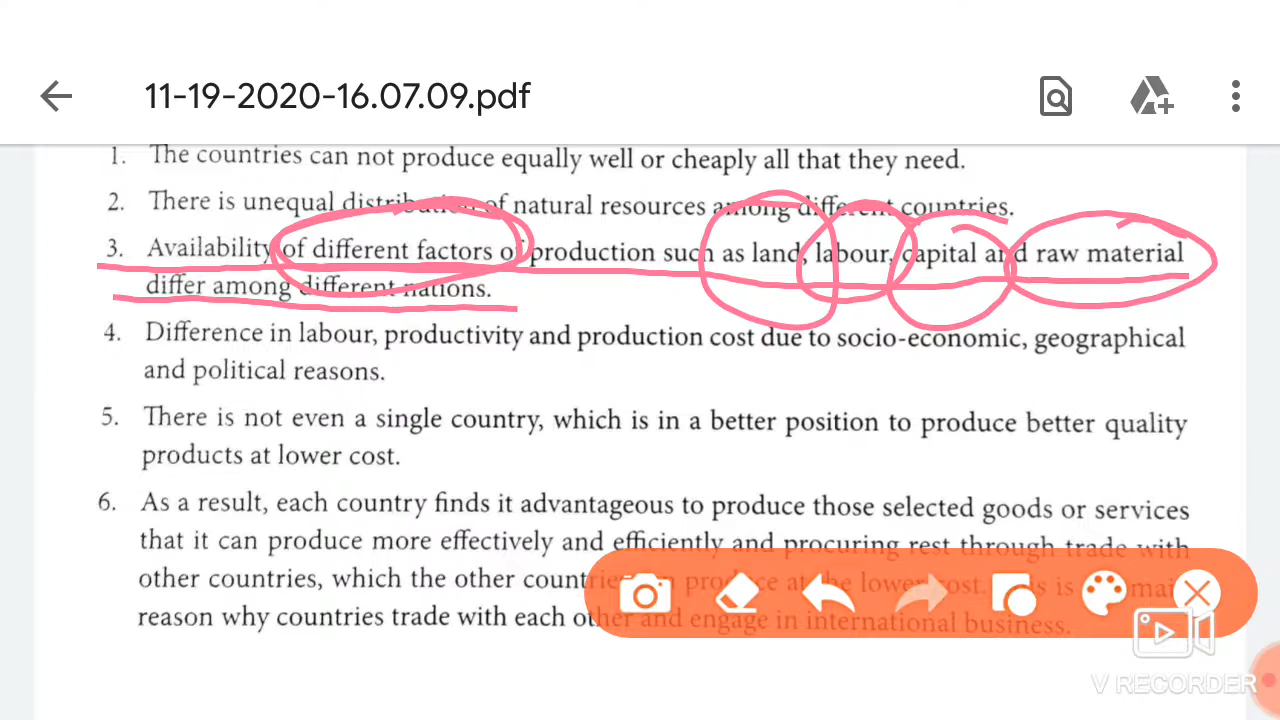 11-19-2020-16.07.09.pdf
1. The countries can not produce equally well or cheaply all that they need.
2. There is unequal distribution of natural resources among different countries.
3. Availability of different factors of production such as land, labour, capital and raw material
differ among different nations.
4. Difference in labour, productivity and production cost due to socio-economic, geographical
and political reasons.
5. There is not even a single country, which is in a better position to produce better quality
products at lower cost.
6. As a result, each country finds it advantageous to produce those selected goods or services
that it can produce more effectively and efficiently and procuring rest through trade with
other countries, which the other countries can produce at the lower cost. This is the main
reason why countries trade with each other and engage in international business.
V RECORDER